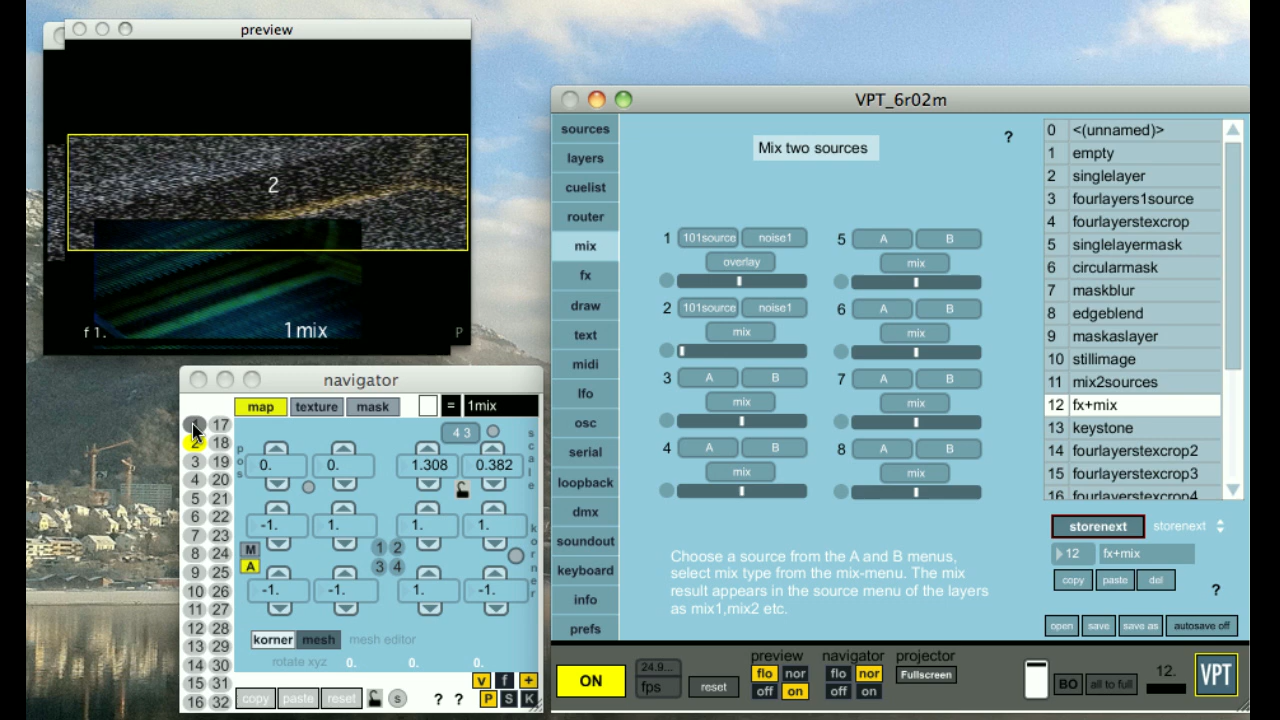 preview
2
1mix
f 1.
P
VPT_6r02m
sources
layers
cuelist
router
mix
fx
draw
text
midi
lfo
osc
serial
loopback
dmx
soundout
keyboard
info
prefs
Mix two sources
?
1 101source noise1
overlay
2 101source noise1
mix
3 A B
mix
4 A B
mix
5 A B
mix
6 A B
mix
7 A B
mix
8 A B
mix
Choose a source from the A and B menus,
select mix type from the mix-menu. The mix
result appears in the source menu of the layers
as mix1,mix2 etc.
0 <(unnamed)>
1 empty
2 singlelayer
3 fourlayers1source
4 fourlayerstexcrop
5 singlelayermask
6 circularmask
7 maskblur
8 edgeblend
9 maskaslayer
10 stillimage
11 mix2sources
12 fx+mix
13 keystone
14 fourlayerstexcrop2
15 fourlayerstexcrop3
16 fourlayerstexcrop4
storenext storenext
12 fx+mix
copy paste del
?
open save save as autosave off
navigator
map texture mask = 1mix
17
2 18
3 19
4 20
5 21
6 22
7 23
8 24
9 25
10 26
11 27
12 28
13 29
14 30
15 31
16 32
pos
4 3
scale
0. 0. 1.308 0.382
-1. 1. 1. 1.
M
A
1 2
3 4
korner
-1. -1. 1. -1.
korner mesh mesh editor
rotate xyz 0. 0. 0.
copy paste reset s ? ?
v f +
P S K
ON
24.9...
fps
reset
preview
flo nor
off on
navigator
flo nor
off on
projector
Fullscreen
BO all to full
12.
VPT